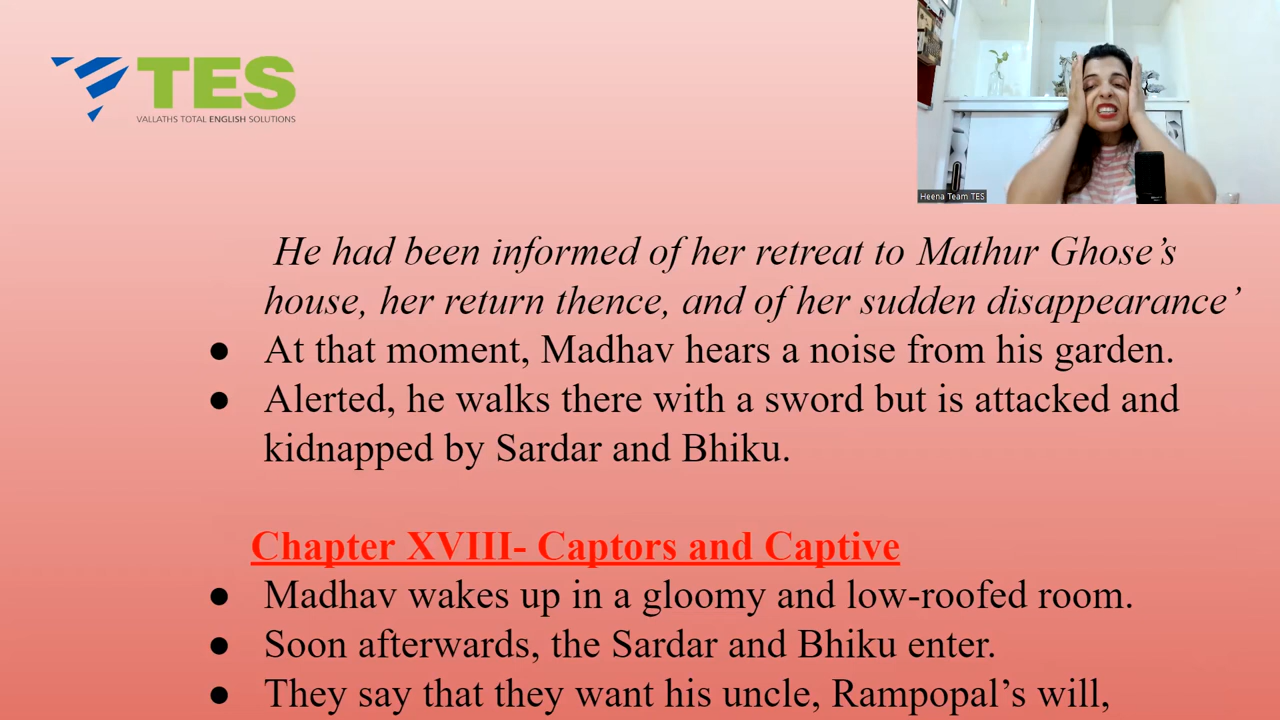 TES
VALLATHS TOTAL ENGLISH SOLUTIONS
Heena Team TES
He had been informed of her retreat to Mathur Ghose’s
house, her return thence, and of her sudden disappearance’
● At that moment, Madhav hears a noise from his garden.
● Alerted, he walks there with a sword but is attacked and
kidnapped by Sardar and Bhiku.
Chapter XVIII- Captors and Captive
● Madhav wakes up in a gloomy and low-roofed room.
● Soon afterwards, the Sardar and Bhiku enter.
● They say that they want his uncle, Rampopal’s will,